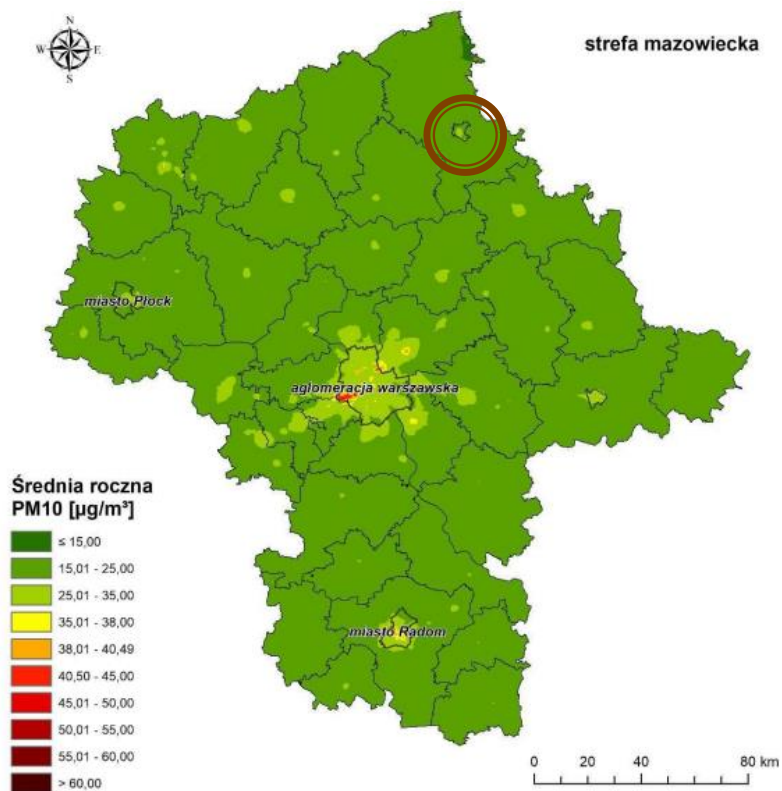 N
W E
S
strefa mazowiecka
miasto Płock
aglomeracja warszawska
miasto Radom
Średnia roczna
PM10 [µg/m³]
≤ 15,00
15,01 - 25,00
25,01 - 35,00
35,01 - 38,00
38,01 - 40,49
40,50 - 45,00
45,01 - 50,00
50,01 - 55,00
55,01 - 60,00
> 60,00
0 20 40 80 km